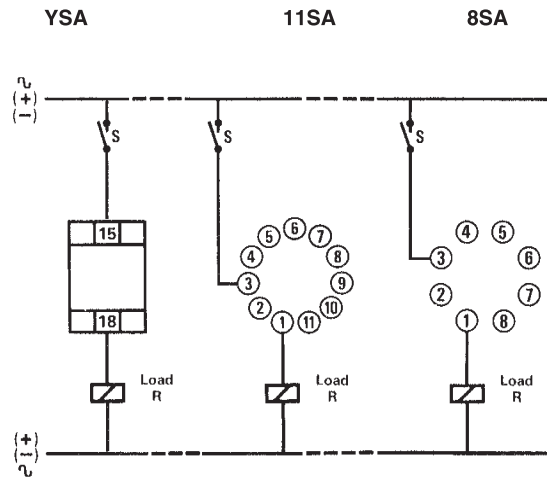 YSA 11SA 8SA
∿
(+)
(−)
S S S
15
18
6
5 7
4 8
3 9
2 10
1 11
4 5
3 6
2 7
1 8
Load
R
Load
R
Load
R
(+)
(−)
∿